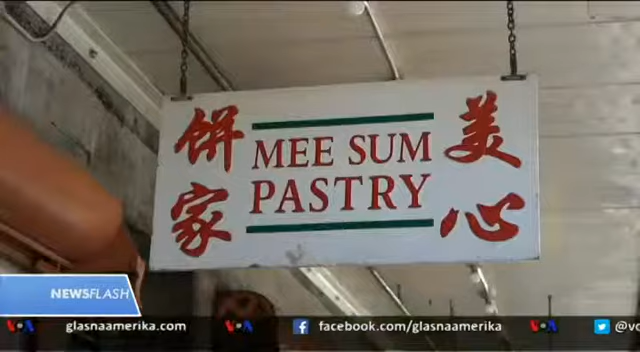 美心
餅家
MEE SUM
PASTRY
NEWSFLASH
VOA glasnaamerika.com VOA facebook.com/glasnaamerika VOA